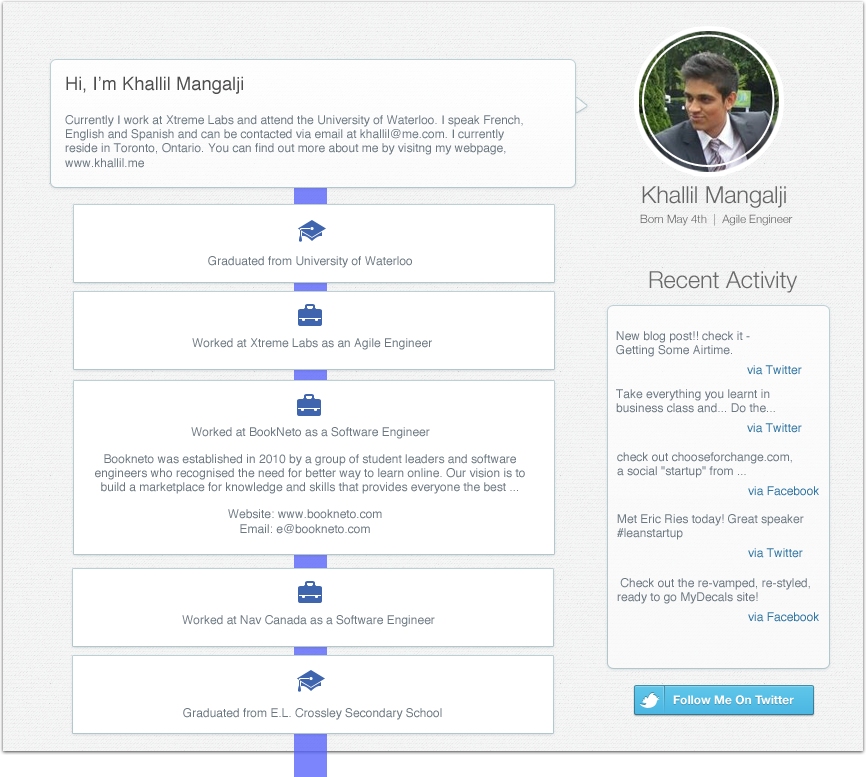 Hi, I'm Khallil Mangalji
Currently I work at Xtreme Labs and attend the University of Waterloo. I speak French,
English and Spanish and can be contacted via email at khallil@me.com. I currently
reside in Toronto, Ontario. You can find out more about me by visitng my webpage,
www.khallil.me
Graduated from University of Waterloo
Worked at Xtreme Labs as an Agile Engineer
Worked at BookNeto as a Software Engineer
Bookneto was established in 2010 by a group of student leaders and software
engineers who recognised the need for better way to learn online. Our vision is to
build a marketplace for knowledge and skills that provides everyone the best ...
Website: www.bookneto.com
Email: e@bookneto.com
Worked at Nav Canada as a Software Engineer
Graduated from E.L. Crossley Secondary School
Khallil Mangalji
Born May 4th | Agile Engineer
Recent Activity
New blog post!! check it -
Getting Some Airtime.
via Twitter
Take everything you learnt in
business class and... Do the...
via Twitter
check out chooseforchange.com,
a social "startup" from ...
via Facebook
Met Eric Ries today! Great speaker
#leanstartup
via Twitter
Check out the re-vamped, re-styled,
ready to go MyDecals site!
via Facebook
Follow Me On Twitter